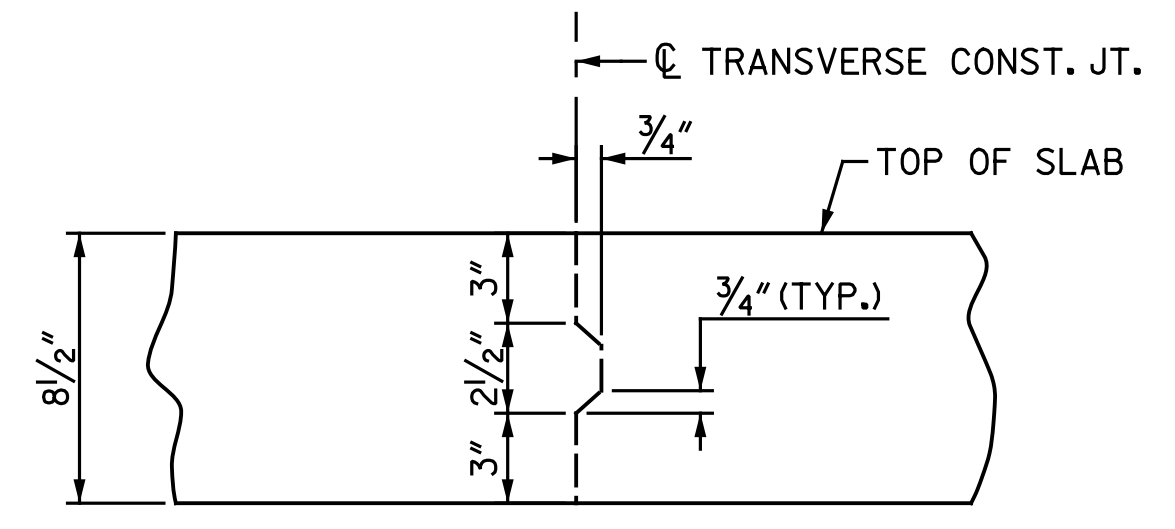 ℄ TRANSVERSE CONST. JT.
3/4"
TOP OF SLAB
3"
3/4" (TYP.)
8 1/2"
2 1/2"
3"